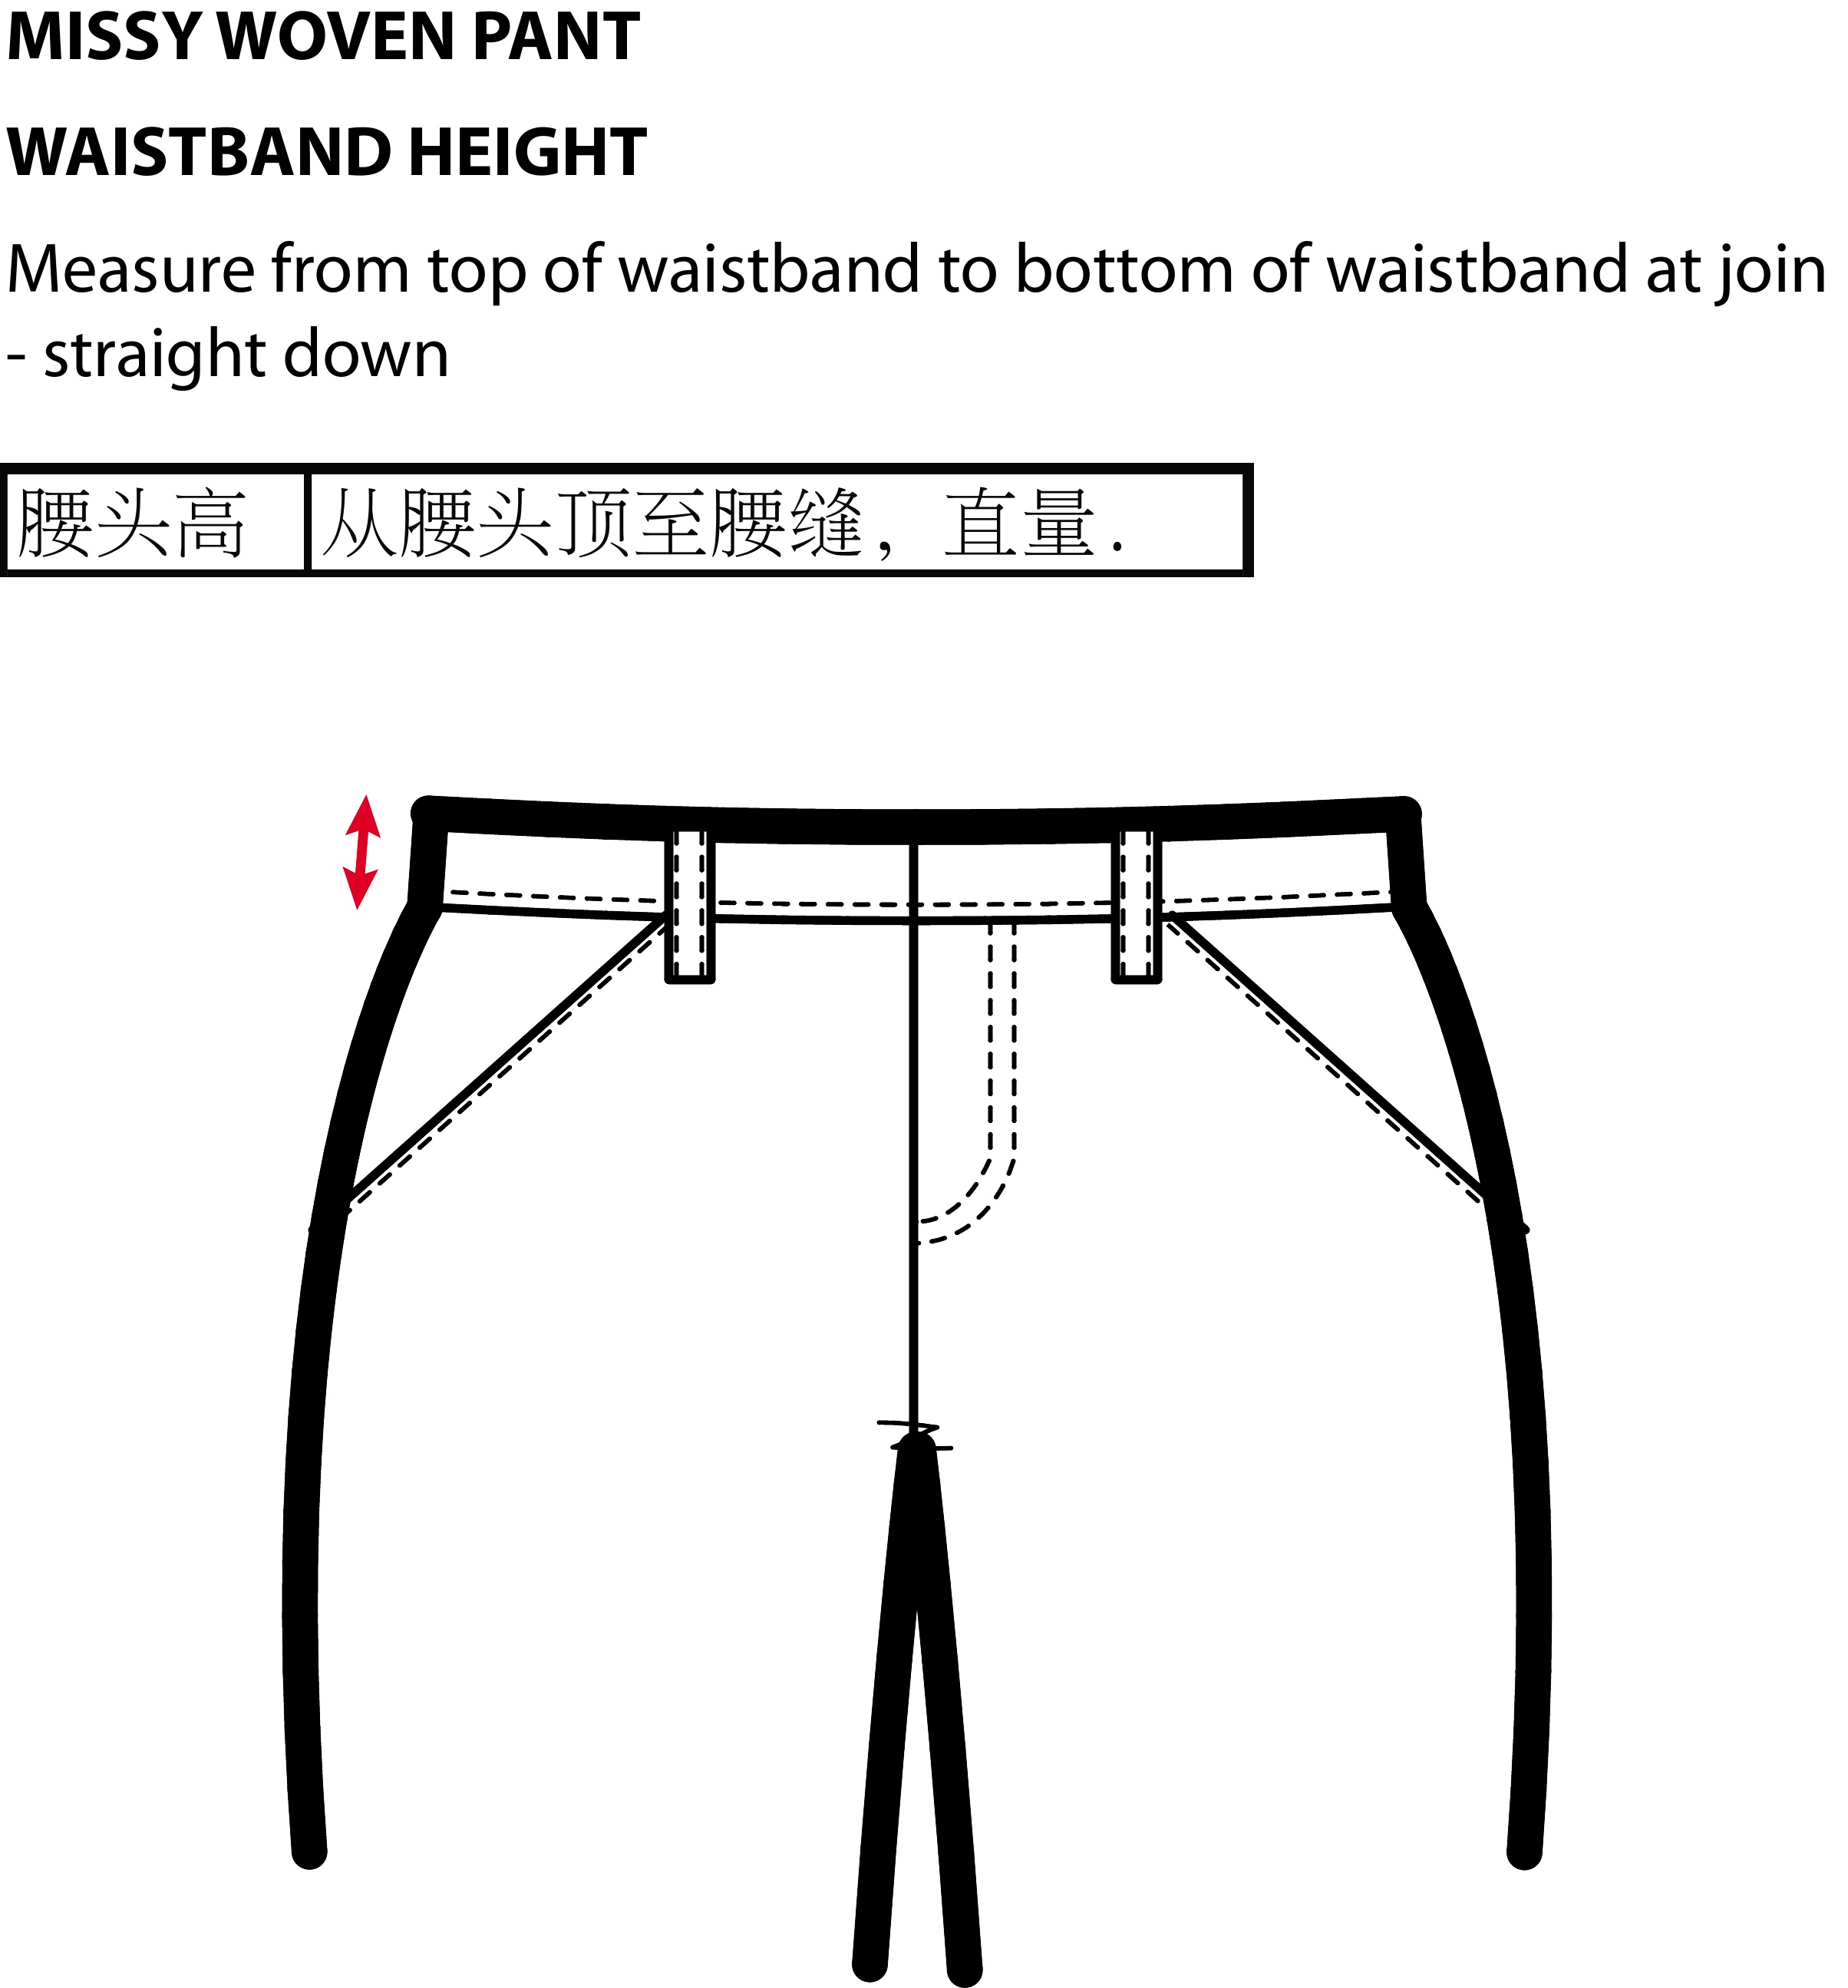 MISSY WOVEN PANT
WAISTBAND HEIGHT
Measure from top of waistband to bottom of waistband at join
- straight down
腰头高 从腰头顶至腰缝，直量.